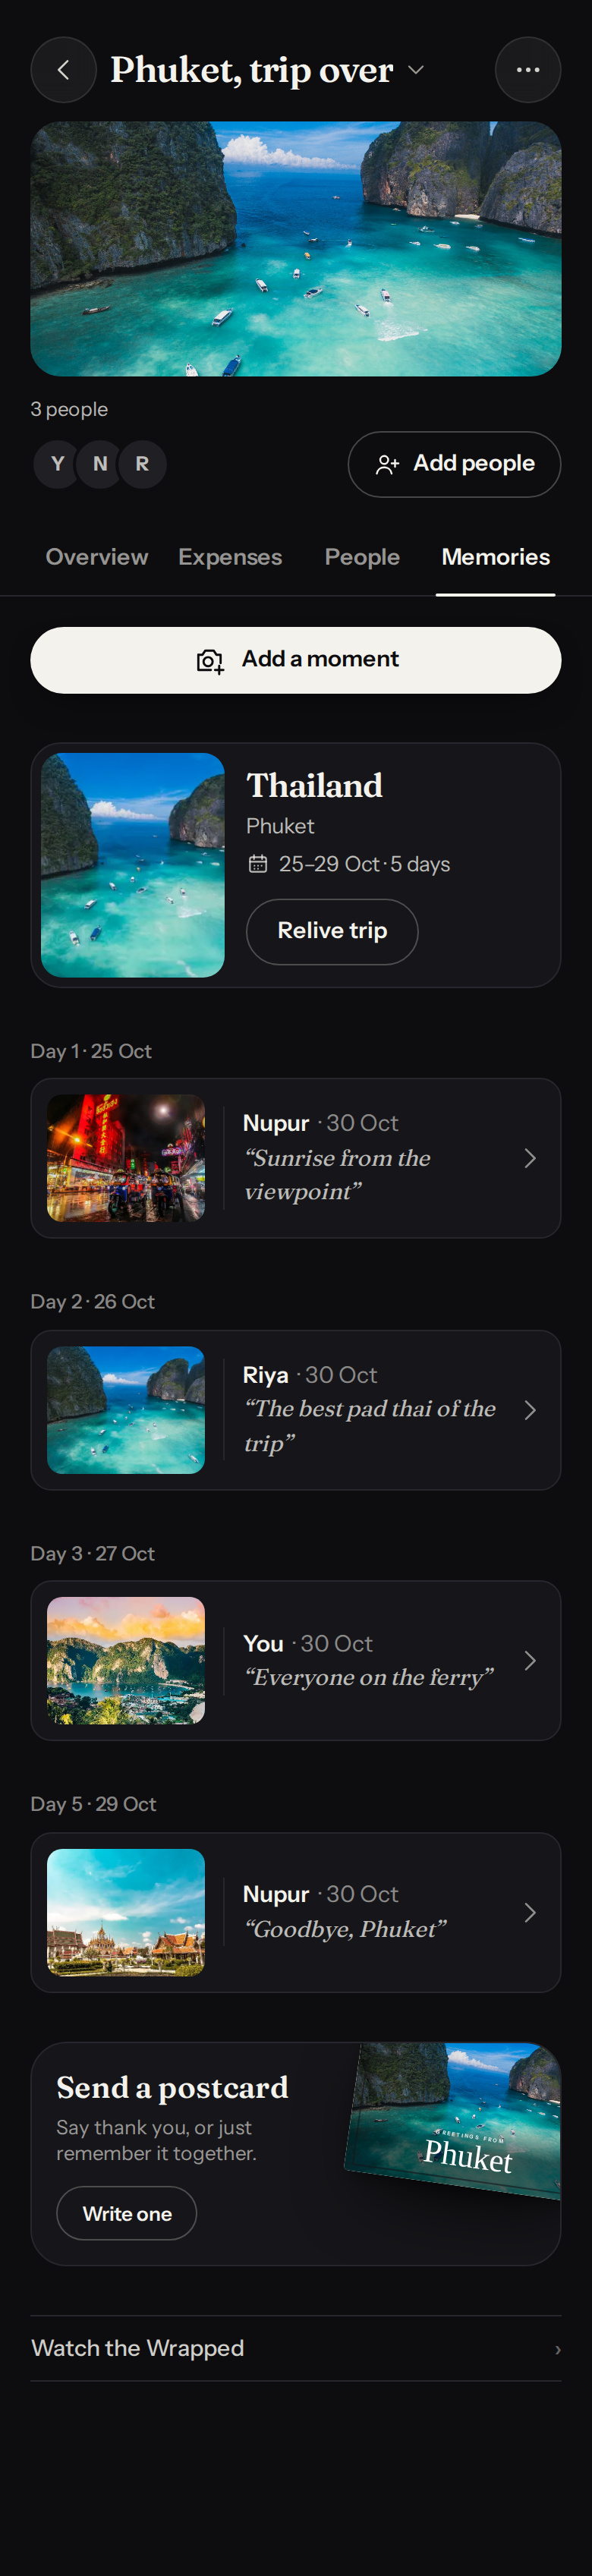 Phuket, trip over
3 people
Y N R
Add people
Overview Expenses People Memories
Add a moment
Thailand
Phuket
25–29 Oct · 5 days
Relive trip
Day 1 · 25 Oct
Nupur · 30 Oct
“Sunrise from the
viewpoint”
Day 2 · 26 Oct
Riya · 30 Oct
“The best pad thai of the
trip”
Day 3 · 27 Oct
You · 30 Oct
“Everyone on the ferry”
Day 5 · 29 Oct
Nupur · 30 Oct
“Goodbye, Phuket”
Send a postcard
Say thank you, or just
remember it together.
GREETINGS FROM
Phuket
Write one
Watch the Wrapped